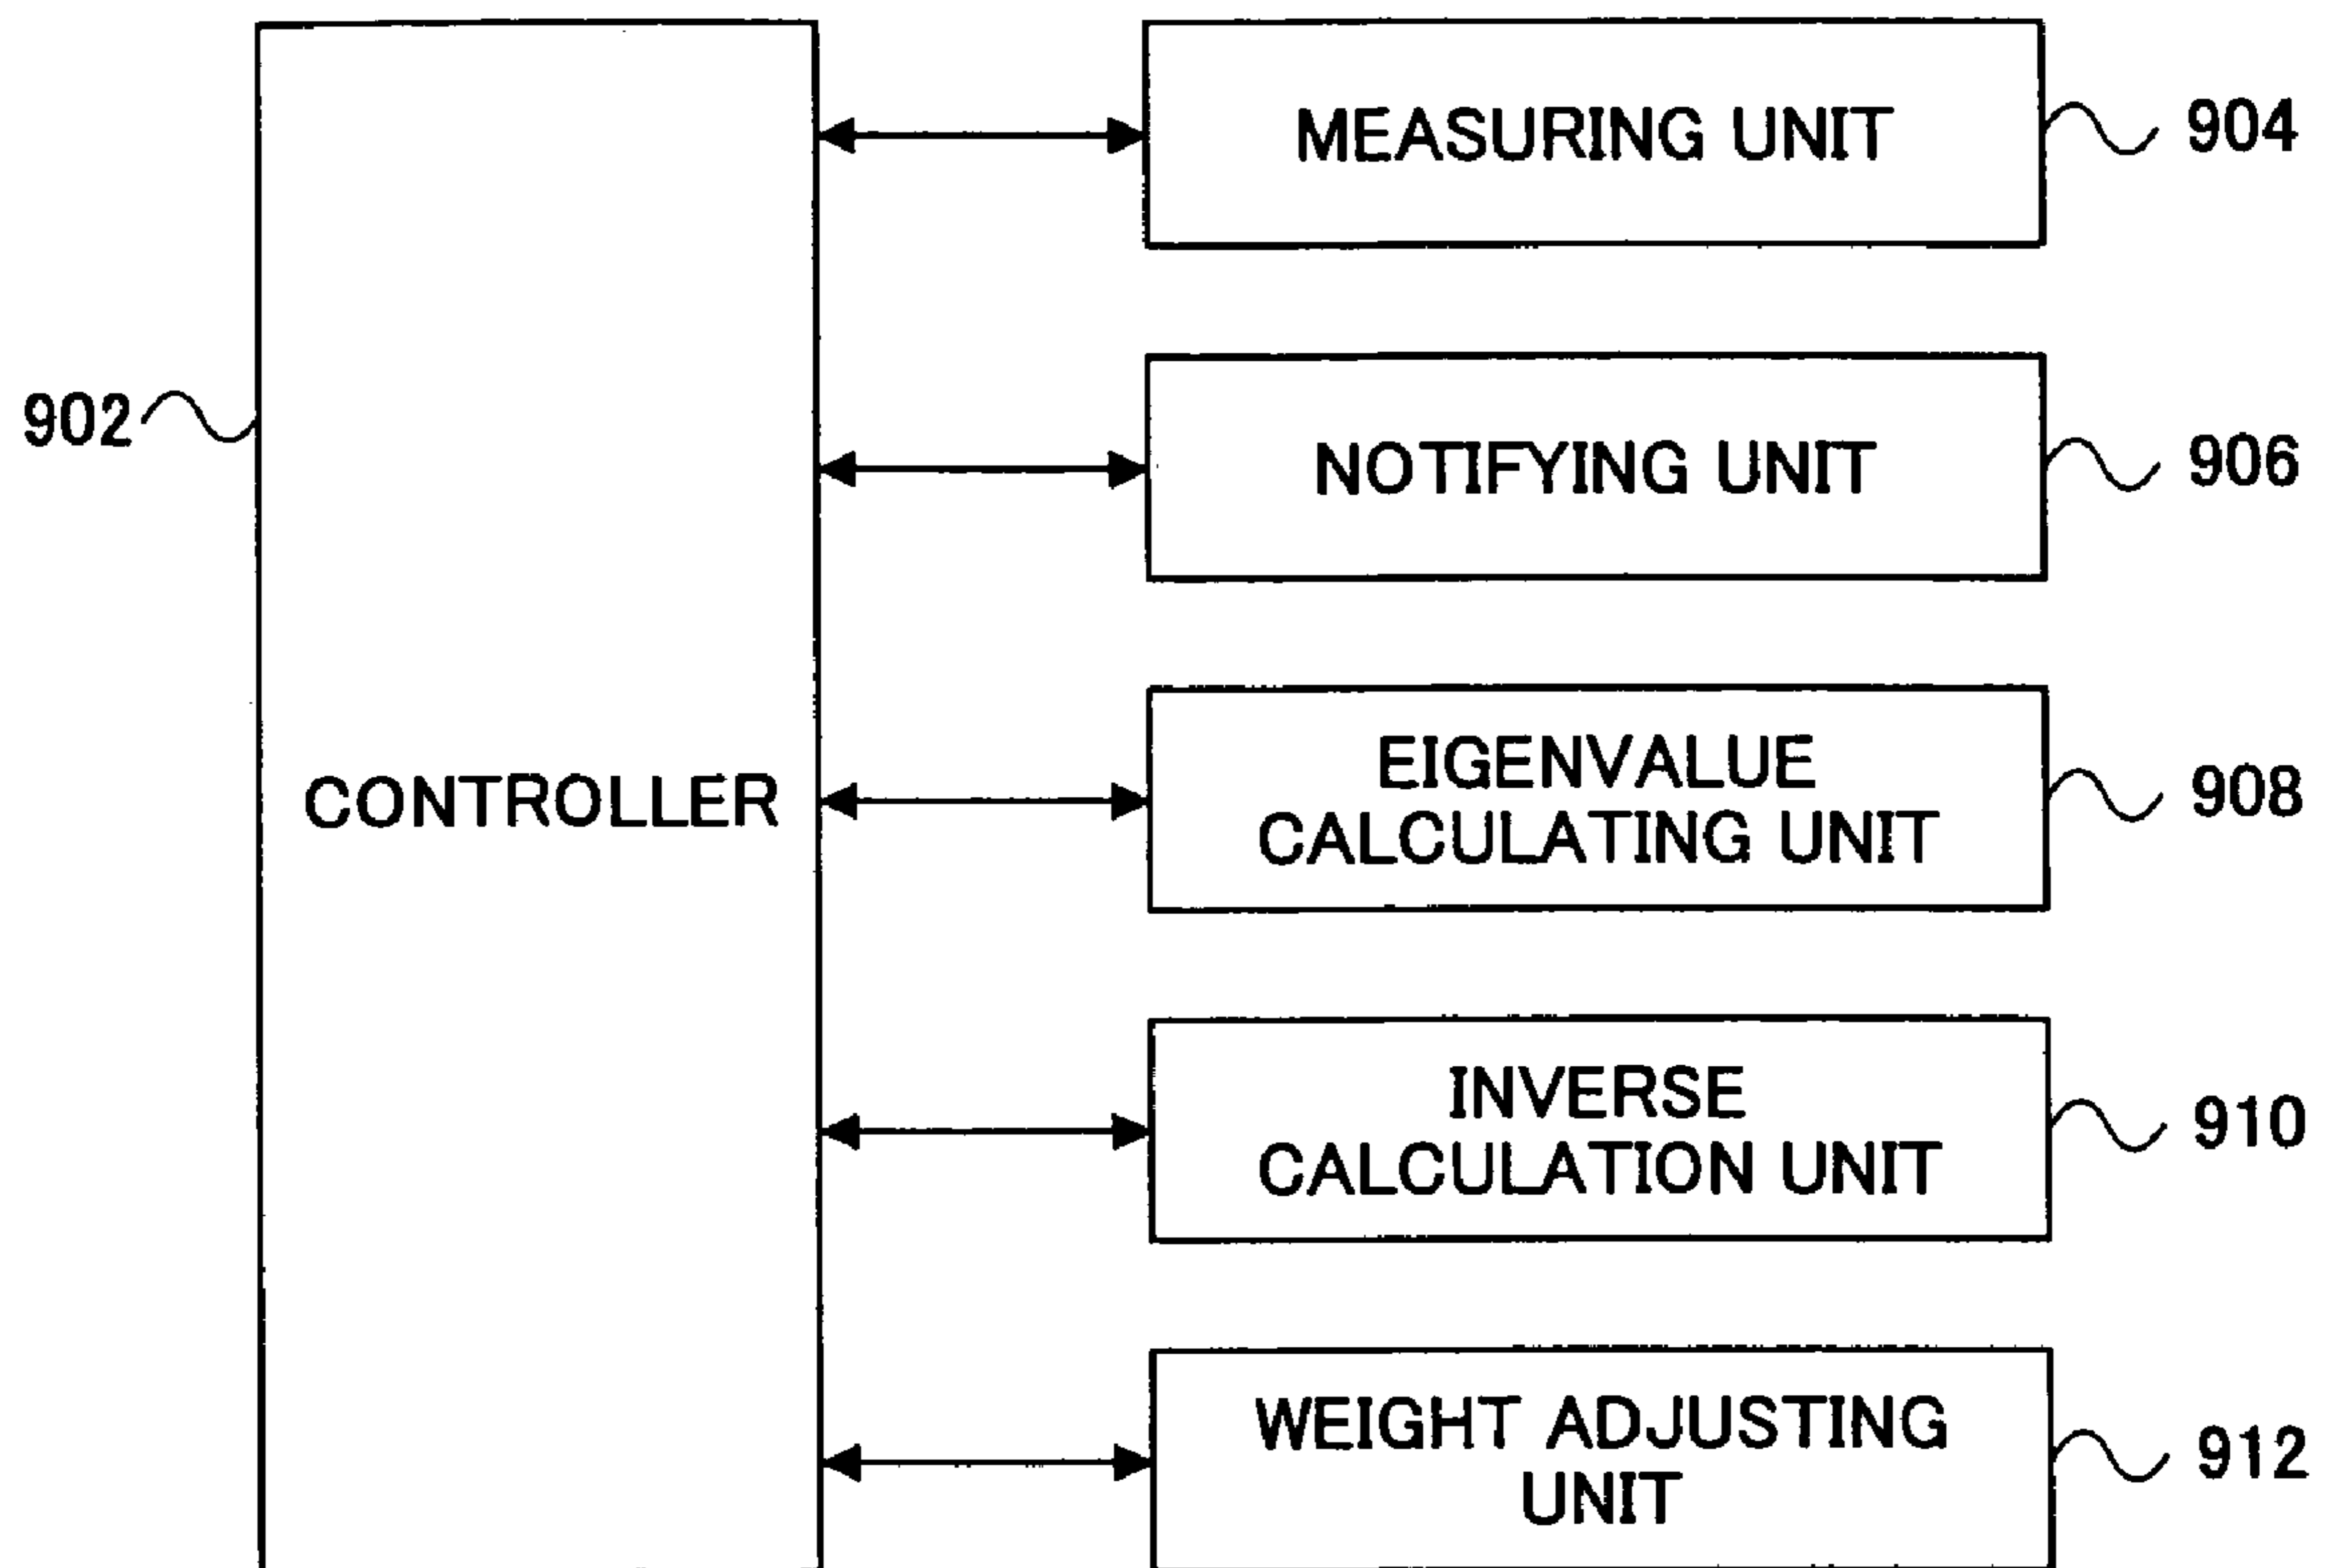 MEASURING UNIT
904
902
NOTIFYING UNIT
906
CONTROLLER
EIGENVALUE
CALCULATING UNIT
908
INVERSE
CALCULATION UNIT
910
WEIGHT ADJUSTING
UNIT
912